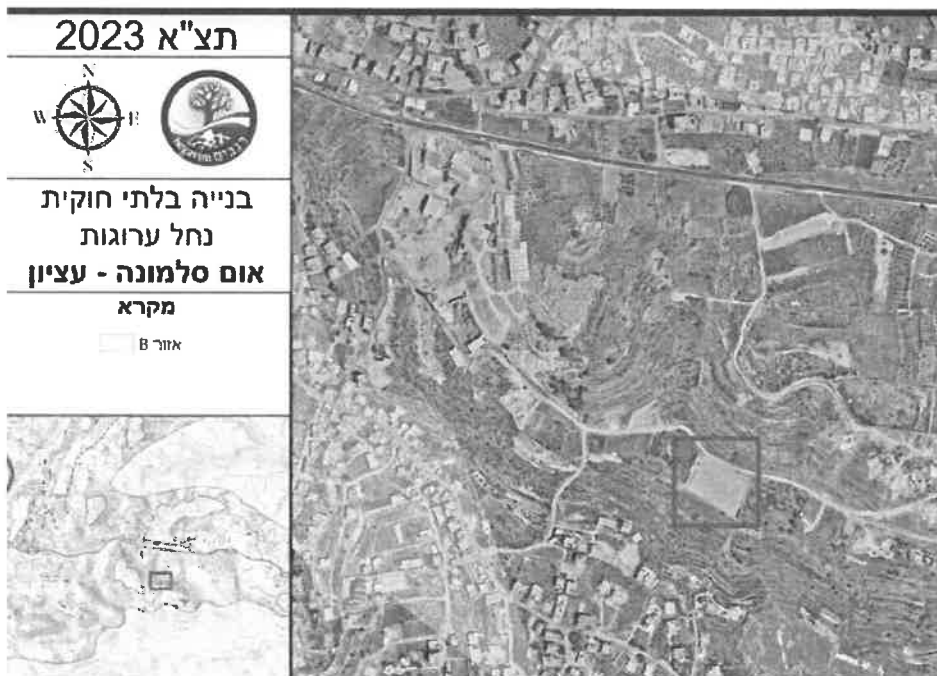 תצ"א 2023
N
W E
S
בנייה בלתי חוקית
נחל ערוגות
אום סלמונה - עציון
מקרא
אזור B